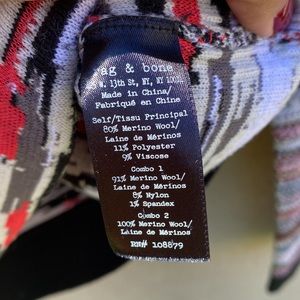 ag & bone
W. 13th St, NY, NY
Made in China/
Fabriqué en Chine
Self/Tissu Principal
80% Merino Wool/
Laine de Mérinos
11% Polyester
9% Viscose
Combo 1
91% Merino Wool/
Laine de Mérinos
8% Nylon
1% Spandex
Combo 2
100% Merino Wool/
Laine de Mérinos
RN# 108879